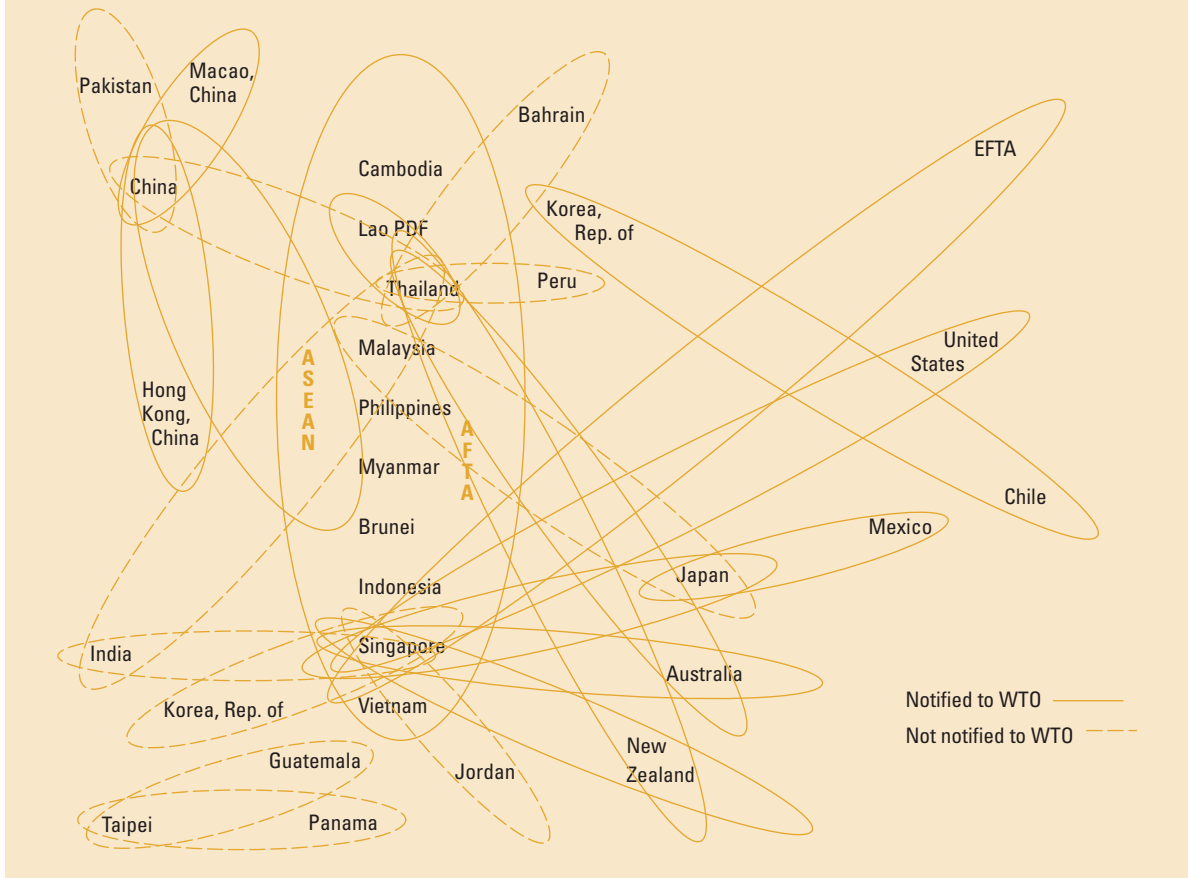 Pakistan
Macao,
China
Bahrain
EFTA
Cambodia
China
Korea,
Rep. of
Lao PDF
Thailand
Peru
United
States
Malaysia
ASEAN
Hong
Kong,
China
Philippines
AFTA
Myanmar
Chile
Brunei
Mexico
Indonesia
Japan
India
Singapore
Australia
Korea, Rep. of
Vietnam
Notified to WTO
Not notified to WTO
New
Zealand
Guatemala
Jordan
Taipei
Panama